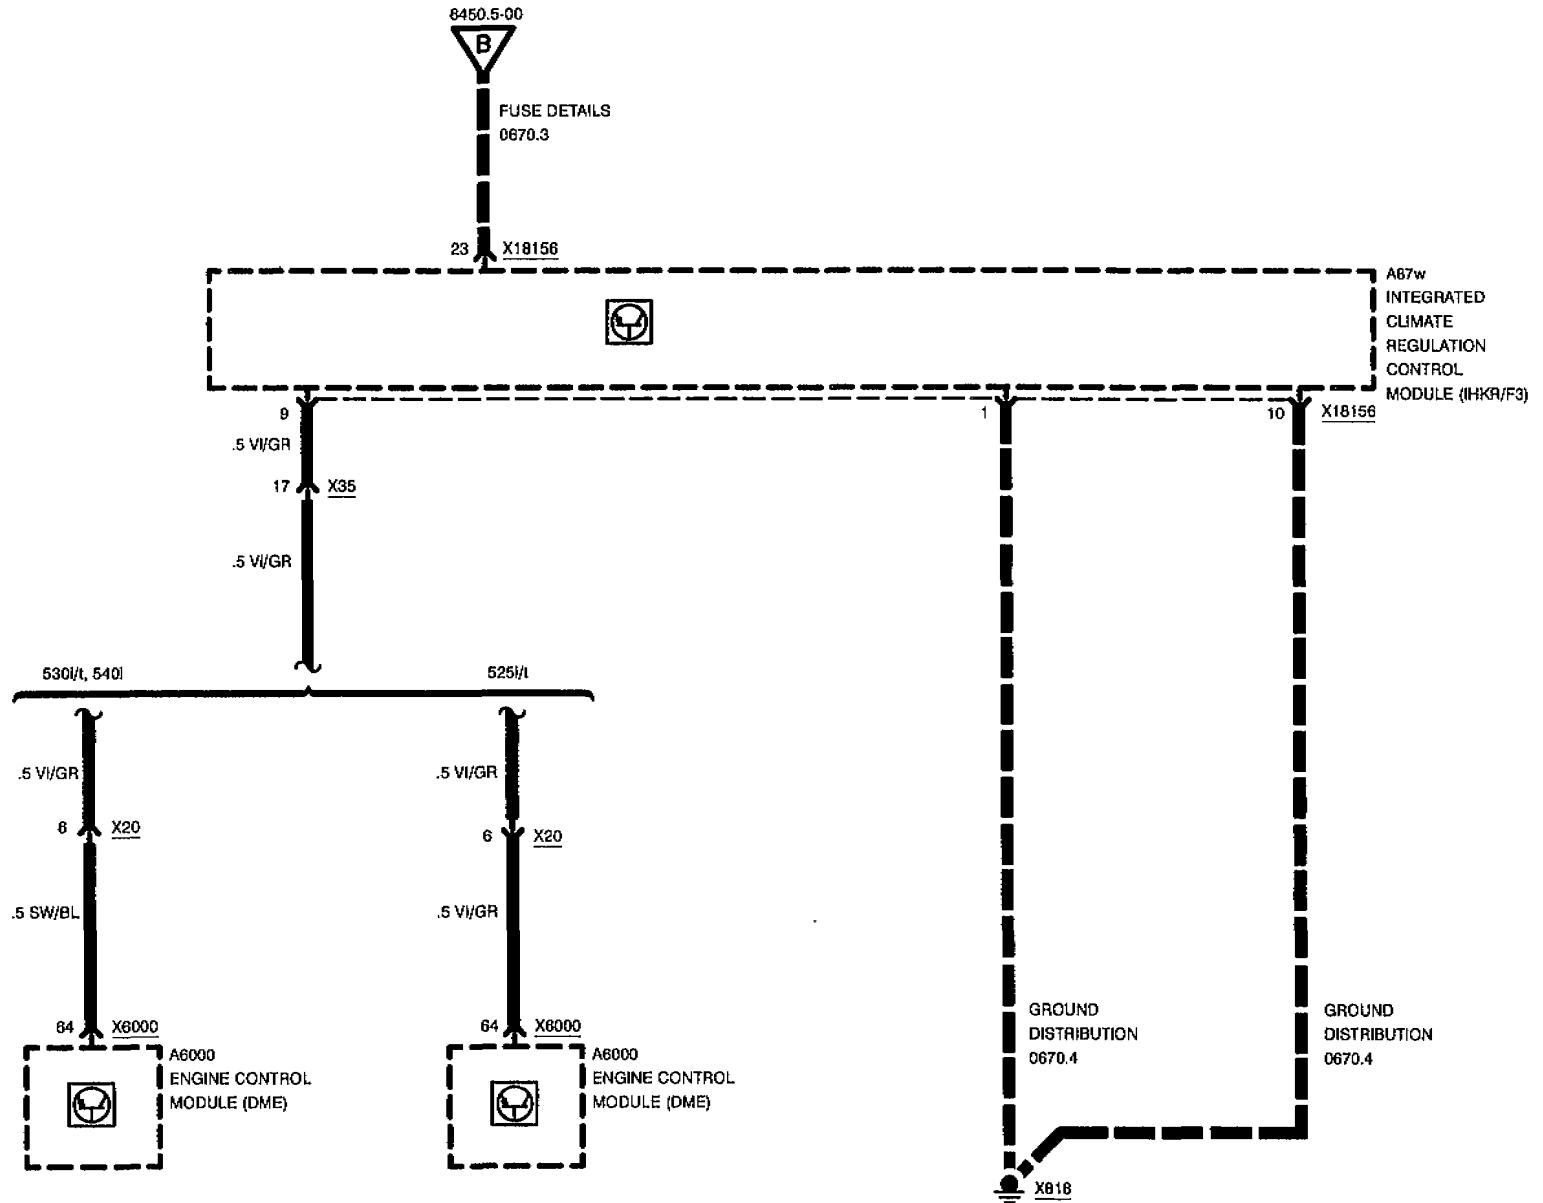 8450.5-00
B
FUSE DETAILS
0670.3
23 X18156
A67w
INTEGRATED
CLIMATE
REGULATION
CONTROL
MODULE (IHKR/F3)
9
1
10 X18156
.5 VI/GR
17 X35
.5 VI/GR
530i/t, 540i
525i/t
.5 VI/GR
.5 VI/GR
6 X20
6 X20
.5 SW/BL
.5 VI/GR
64 X6000
64 X6000
A6000
ENGINE CONTROL
MODULE (DME)
A6000
ENGINE CONTROL
MODULE (DME)
GROUND
DISTRIBUTION
0670.4
GROUND
DISTRIBUTION
0670.4
X818